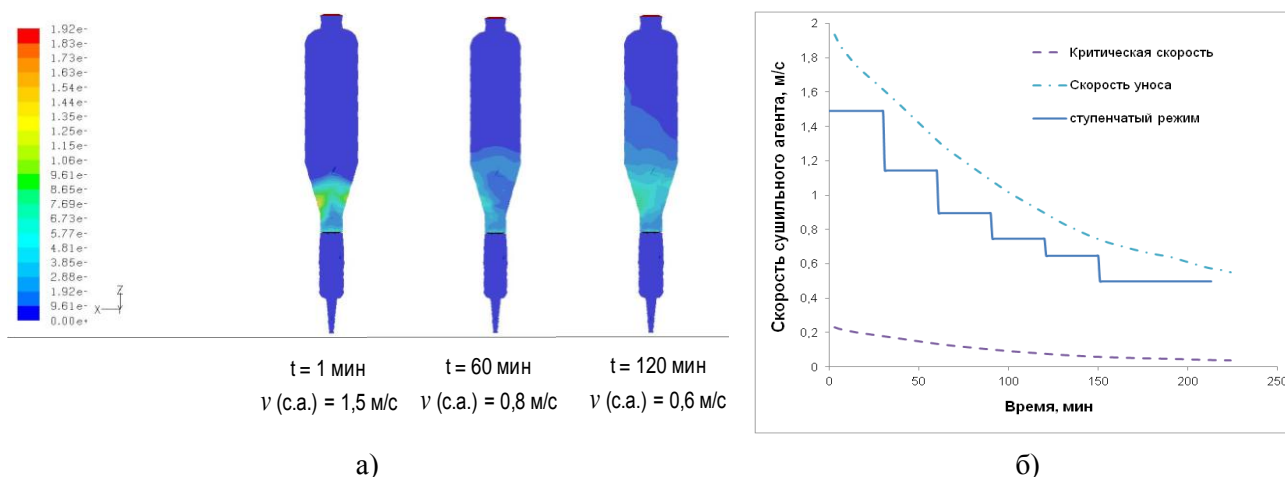 1.92e-
1.83e-
1.73e-
1.63e-
1.54e-
1.44e-
1.35e-
1.25e-
1.15e-
1.06e-
9.61e-
8.65e-
7.69e-
6.73e-
5.77e-
4.81e-
3.85e-
2.88e-
1.92e-
9.61e-
0.00e+
Z
X
Y
t = 1 мин
t = 60 мин
t = 120 мин
v (с.а.) = 1,5 м/с
v (с.а.) = 0,8 м/с
v (с.а.) = 0,6 м/с
а)
Скорость сушильного агента, м/с
2
1,8
1,6
1,4
1,2
1
0,8
0,6
0,4
0,2
0
Критическая скорость
Скорость уноса
ступенчатый режим
0
50
100
150
200
250
Время, мин
б)